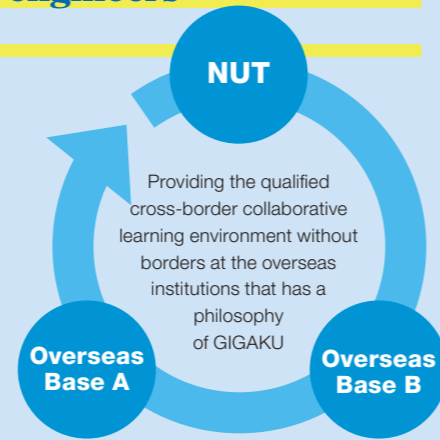 engineers
NUT
Providing the qualified
cross-border collaborative
learning environment without
borders at the overseas
institutions that has a
philosophy
of GIGAKU
Overseas
Base A
Overseas
Base B